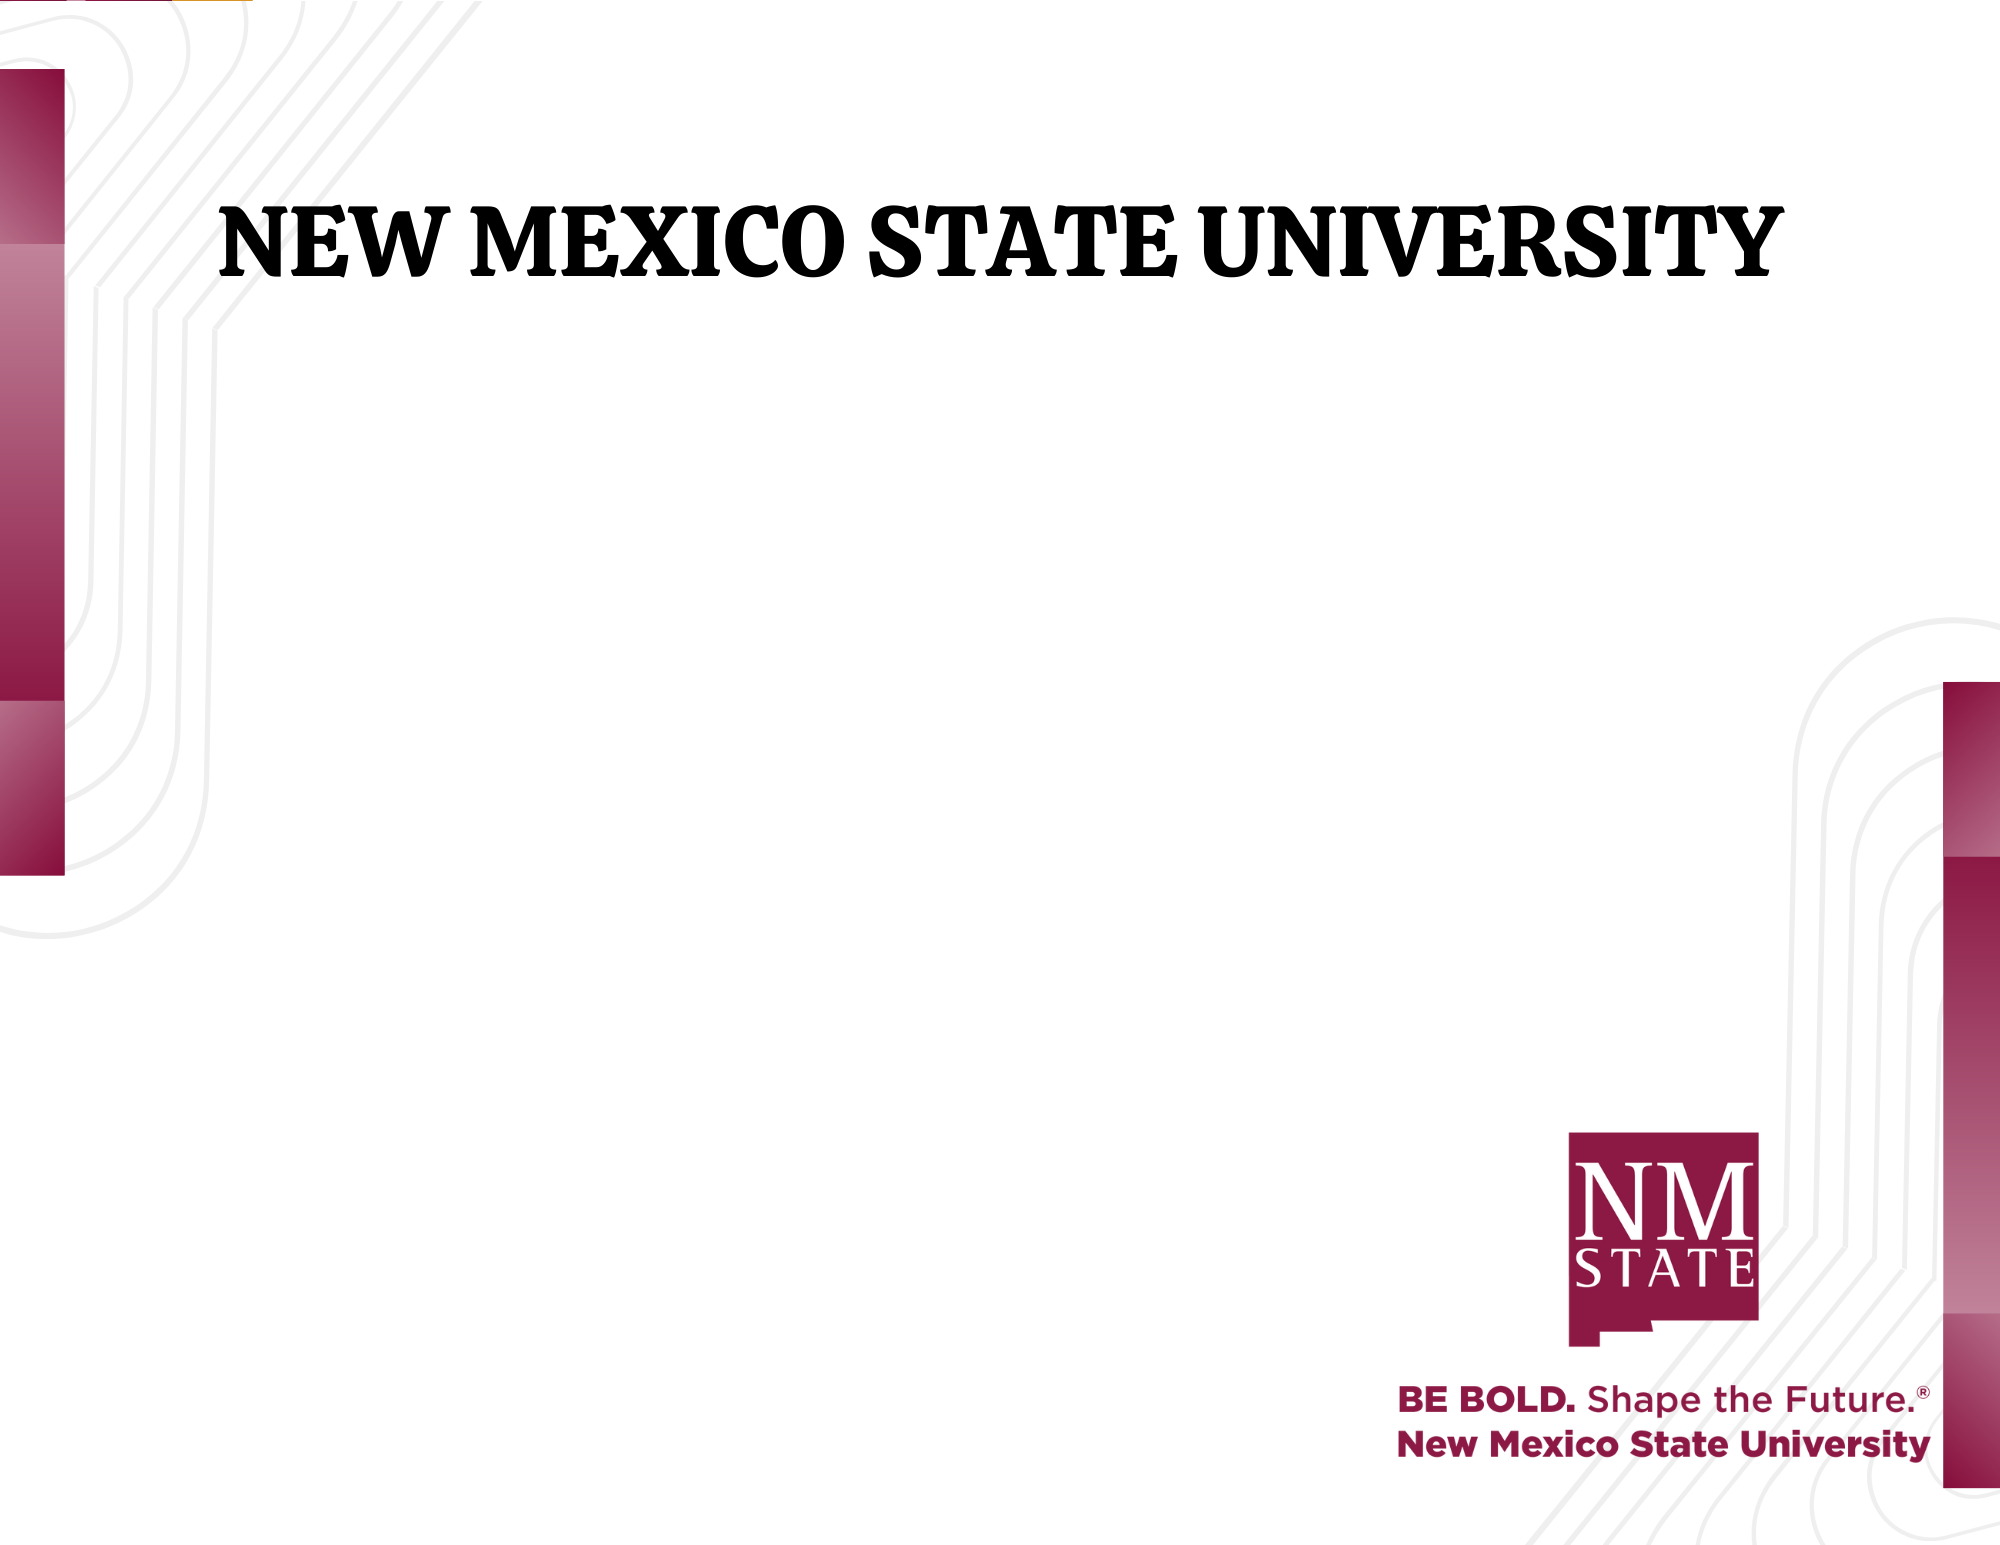 NEW MEXICO STATE UNIVERSITY
NM
STATE
BE BOLD. Shape the Future.®
New Mexico State University